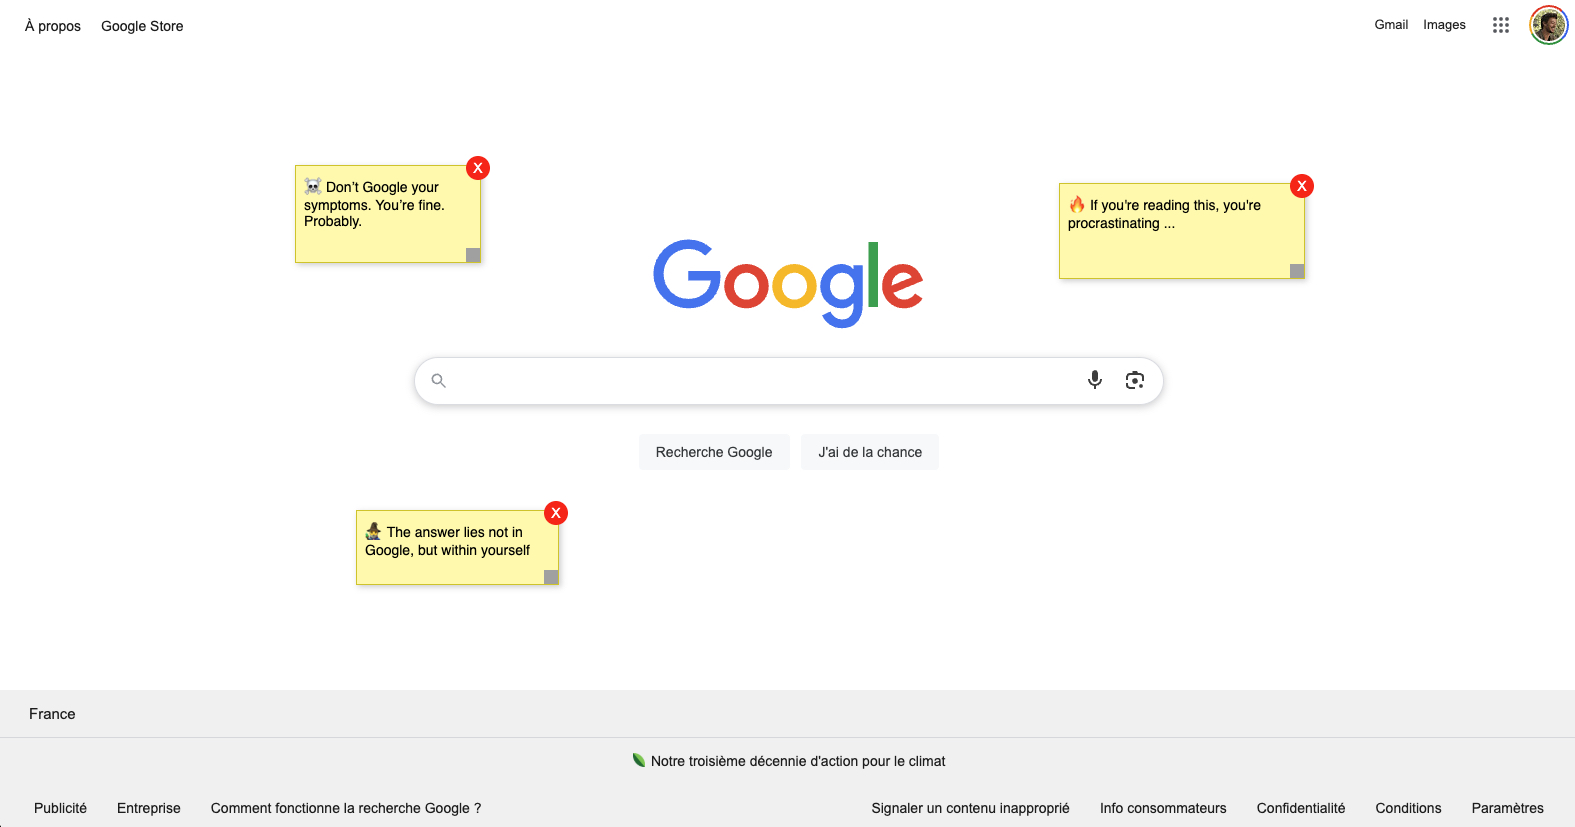 À propos Google Store
Gmail Images
X
☠️ Don’t Google your
symptoms. You’re fine.
Probably.
X
🔥 If you're reading this, you're
procrastinating ...
Google
Recherche Google J'ai de la chance
X
The answer lies not in
Google, but within yourself
France
Notre troisième décennie d'action pour le climat
Publicité Entreprise Comment fonctionne la recherche Google ? Signaler un contenu inapproprié Info consommateurs Confidentialité Conditions Paramètres